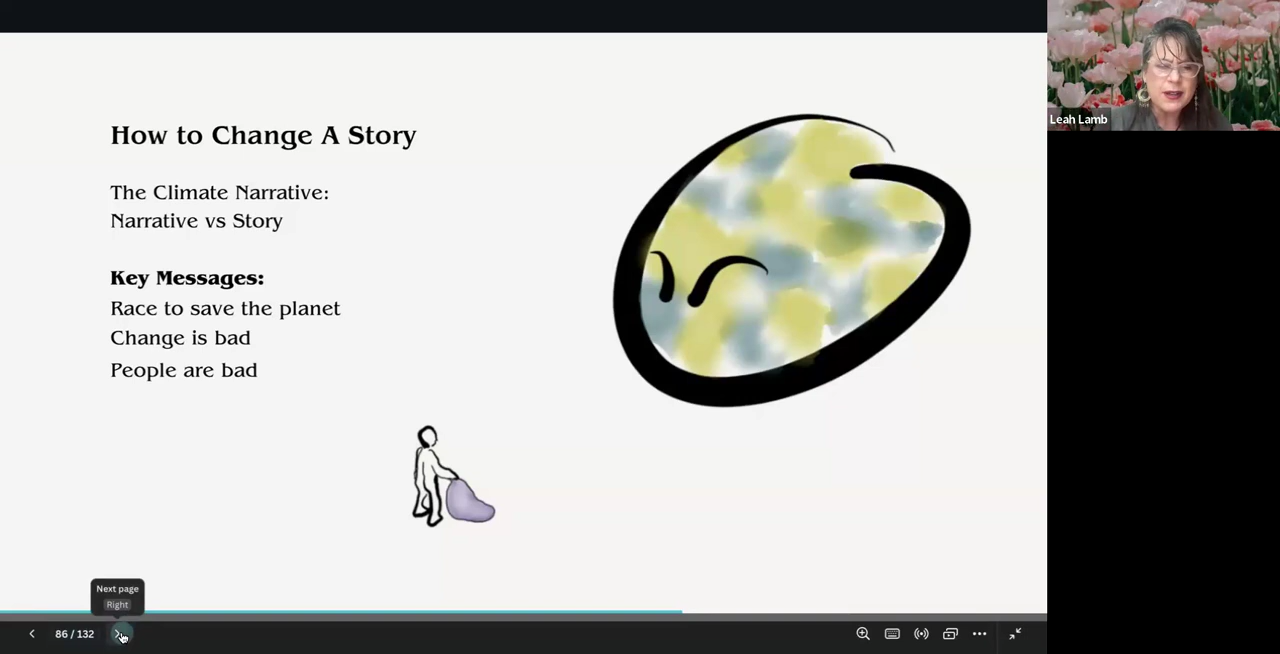 How to Change A Story
The Climate Narrative:
Narrative vs Story
Key Messages:
Race to save the planet
Change is bad
People are bad
Next page
Right
86 / 132
Leah Lamb